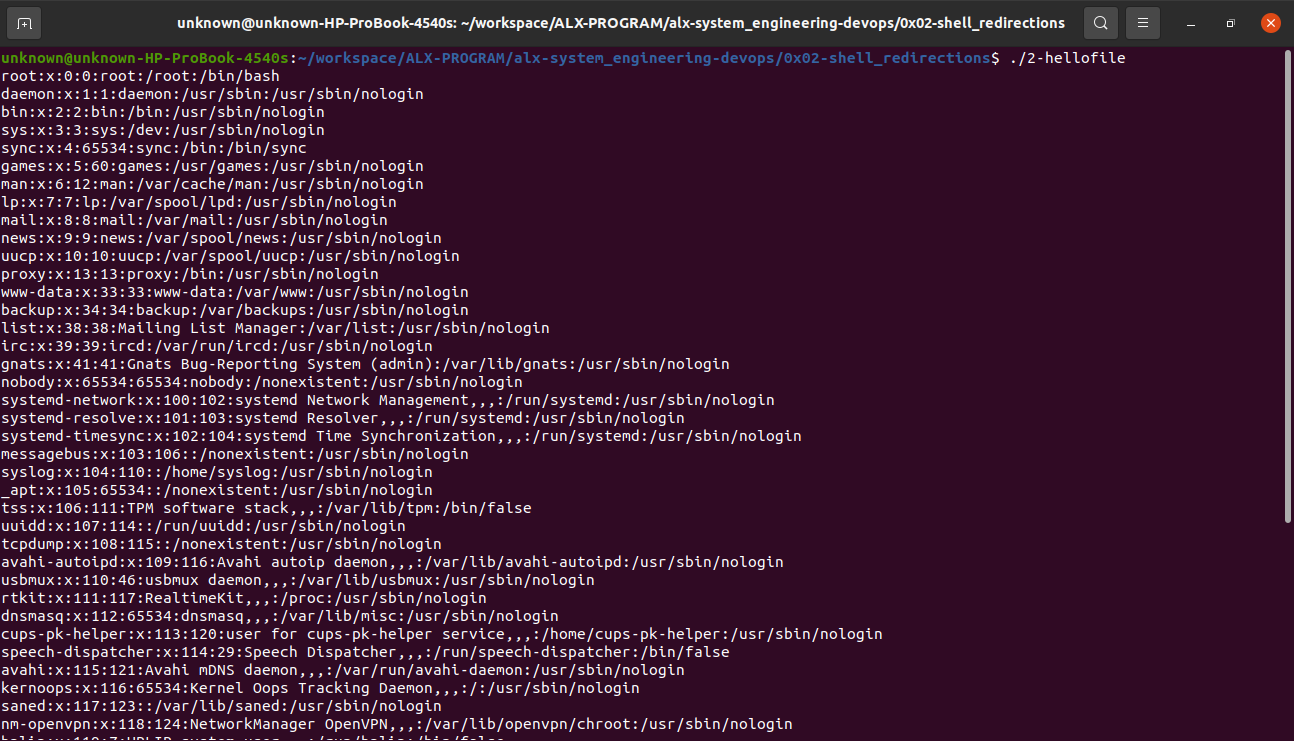 unknown@unknown-HP-ProBook-4540s: ~/workspace/ALX-PROGRAM/alx-system_engineering-devops/0x02-shell_redirections
unknown@unknown-HP-ProBook-4540s:~/workspace/ALX-PROGRAM/alx-system_engineering-devops/0x02-shell_redirections$ ./2-hellofile
root:x:0:0:root:/root:/bin/bash
daemon:x:1:1:daemon:/usr/sbin:/usr/sbin/nologin
bin:x:2:2:bin:/bin:/usr/sbin/nologin
sys:x:3:3:sys:/dev:/usr/sbin/nologin
sync:x:4:65534:sync:/bin:/bin/sync
games:x:5:60:games:/usr/games:/usr/sbin/nologin
man:x:6:12:man:/var/cache/man:/usr/sbin/nologin
lp:x:7:7:lp:/var/spool/lpd:/usr/sbin/nologin
mail:x:8:8:mail:/var/mail:/usr/sbin/nologin
news:x:9:9:news:/var/spool/news:/usr/sbin/nologin
uucp:x:10:10:uucp:/var/spool/uucp:/usr/sbin/nologin
proxy:x:13:13:proxy:/bin:/usr/sbin/nologin
www-data:x:33:33:www-data:/var/www:/usr/sbin/nologin
backup:x:34:34:backup:/var/backups:/usr/sbin/nologin
list:x:38:38:Mailing List Manager:/var/list:/usr/sbin/nologin
irc:x:39:39:ircd:/var/run/ircd:/usr/sbin/nologin
gnats:x:41:41:Gnats Bug-Reporting System (admin):/var/lib/gnats:/usr/sbin/nologin
nobody:x:65534:65534:nobody:/nonexistent:/usr/sbin/nologin
systemd-network:x:100:102:systemd Network Management,,,:/run/systemd:/usr/sbin/nologin
systemd-resolve:x:101:103:systemd Resolver,,,:/run/systemd:/usr/sbin/nologin
systemd-timesync:x:102:104:systemd Time Synchronization,,,:/run/systemd:/usr/sbin/nologin
messagebus:x:103:106::/nonexistent:/usr/sbin/nologin
syslog:x:104:110::/home/syslog:/usr/sbin/nologin
_apt:x:105:65534::/nonexistent:/usr/sbin/nologin
tss:x:106:111:TPM software stack,,,:/var/lib/tpm:/bin/false
uuidd:x:107:114::/run/uuidd:/usr/sbin/nologin
tcpdump:x:108:115::/nonexistent:/usr/sbin/nologin
avahi-autoipd:x:109:116:Avahi autoip daemon,,,:/var/lib/avahi-autoipd:/usr/sbin/nologin
usbmux:x:110:46:usbmux daemon,,,:/var/lib/usbmux:/usr/sbin/nologin
rtkit:x:111:117:RealtimeKit,,,:/proc:/usr/sbin/nologin
dnsmasq:x:112:65534:dnsmasq,,,:/var/lib/misc:/usr/sbin/nologin
cups-pk-helper:x:113:120:user for cups-pk-helper service,,,:/home/cups-pk-helper:/usr/sbin/nologin
speech-dispatcher:x:114:29:Speech Dispatcher,,,:/run/speech-dispatcher:/bin/false
avahi:x:115:121:Avahi mDNS daemon,,,:/var/run/avahi-daemon:/usr/sbin/nologin
kernoops:x:116:65534:Kernel Oops Tracking Daemon,,,:/:/usr/sbin/nologin
saned:x:117:123::/var/lib/saned:/usr/sbin/nologin
nm-openvpn:x:118:124:NetworkManager OpenVPN,,,:/var/lib/openvpn/chroot:/usr/sbin/nologin